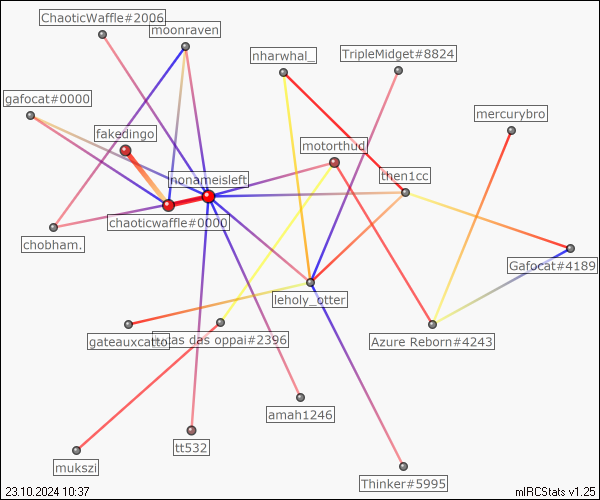 ChaoticWaffle#2006
moonraven
nharwhal_
TripleMidget#8824
gafocat#0000
mercurybro
fakedingo
motorthud
nonameisleft
then1cc
chaoticwaffle#0000
chobham.
Gafocat#4189
leholy_otter
gateauxcatto
das oppai#2396
Azure Reborn#4243
amah1246
tt532
mukszi
Thinker#5995
23.10.2024 10:37
mIRCStats v1.25